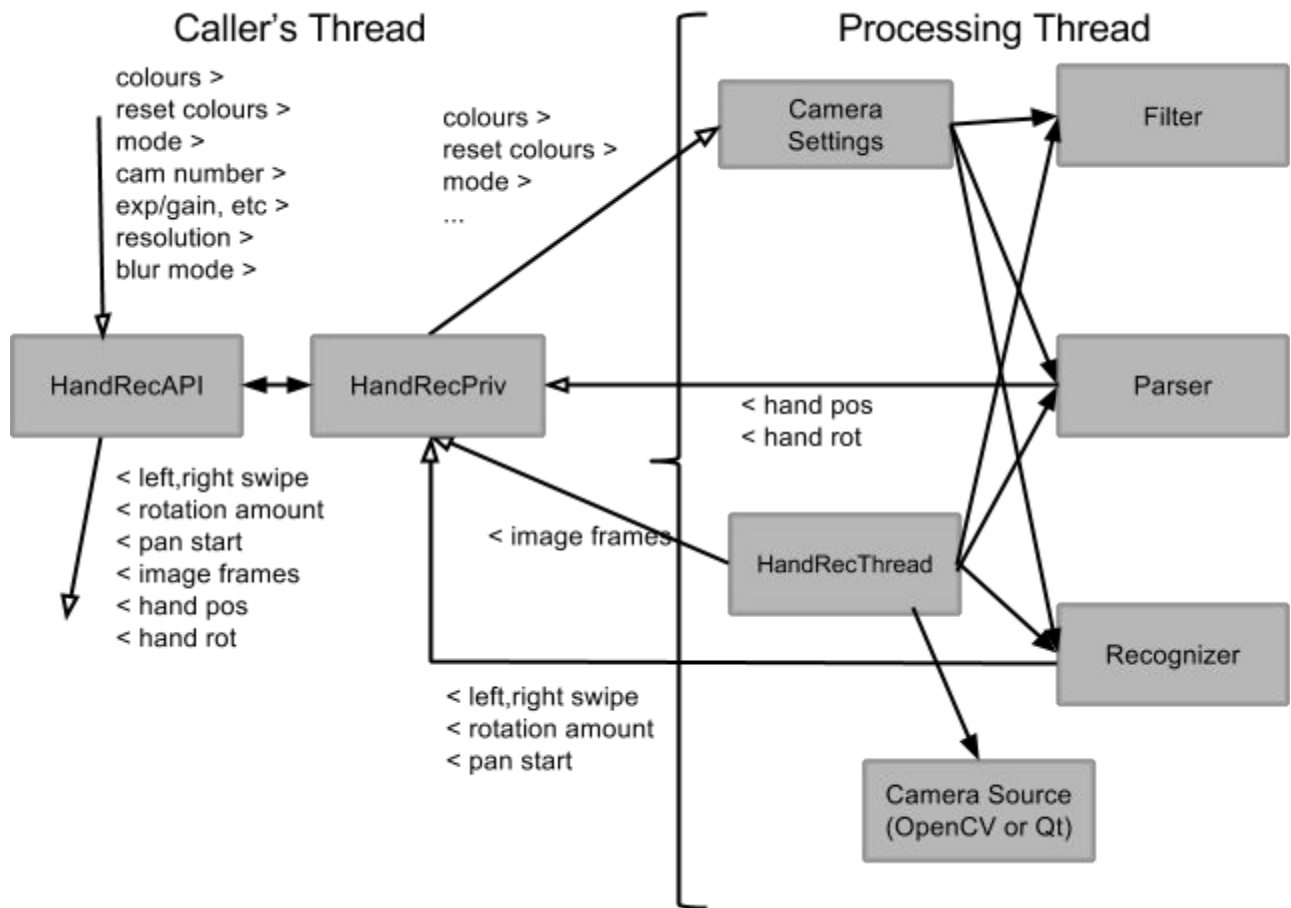 Caller's Thread
Processing Thread
colours >
reset colours >
mode >
cam number >
exp/gain, etc >
resolution >
blur mode >
colours >
reset colours >
mode >
...
Camera
Settings
Filter
HandRecAPI
HandRecPriv
Parser
< hand pos
< hand rot
< left,right swipe
< rotation amount
< pan start
< image frames
< hand pos
< hand rot
< image frames
HandRecThread
Recognizer
< left,right swipe
< rotation amount
< pan start
Camera Source
(OpenCV or Qt)